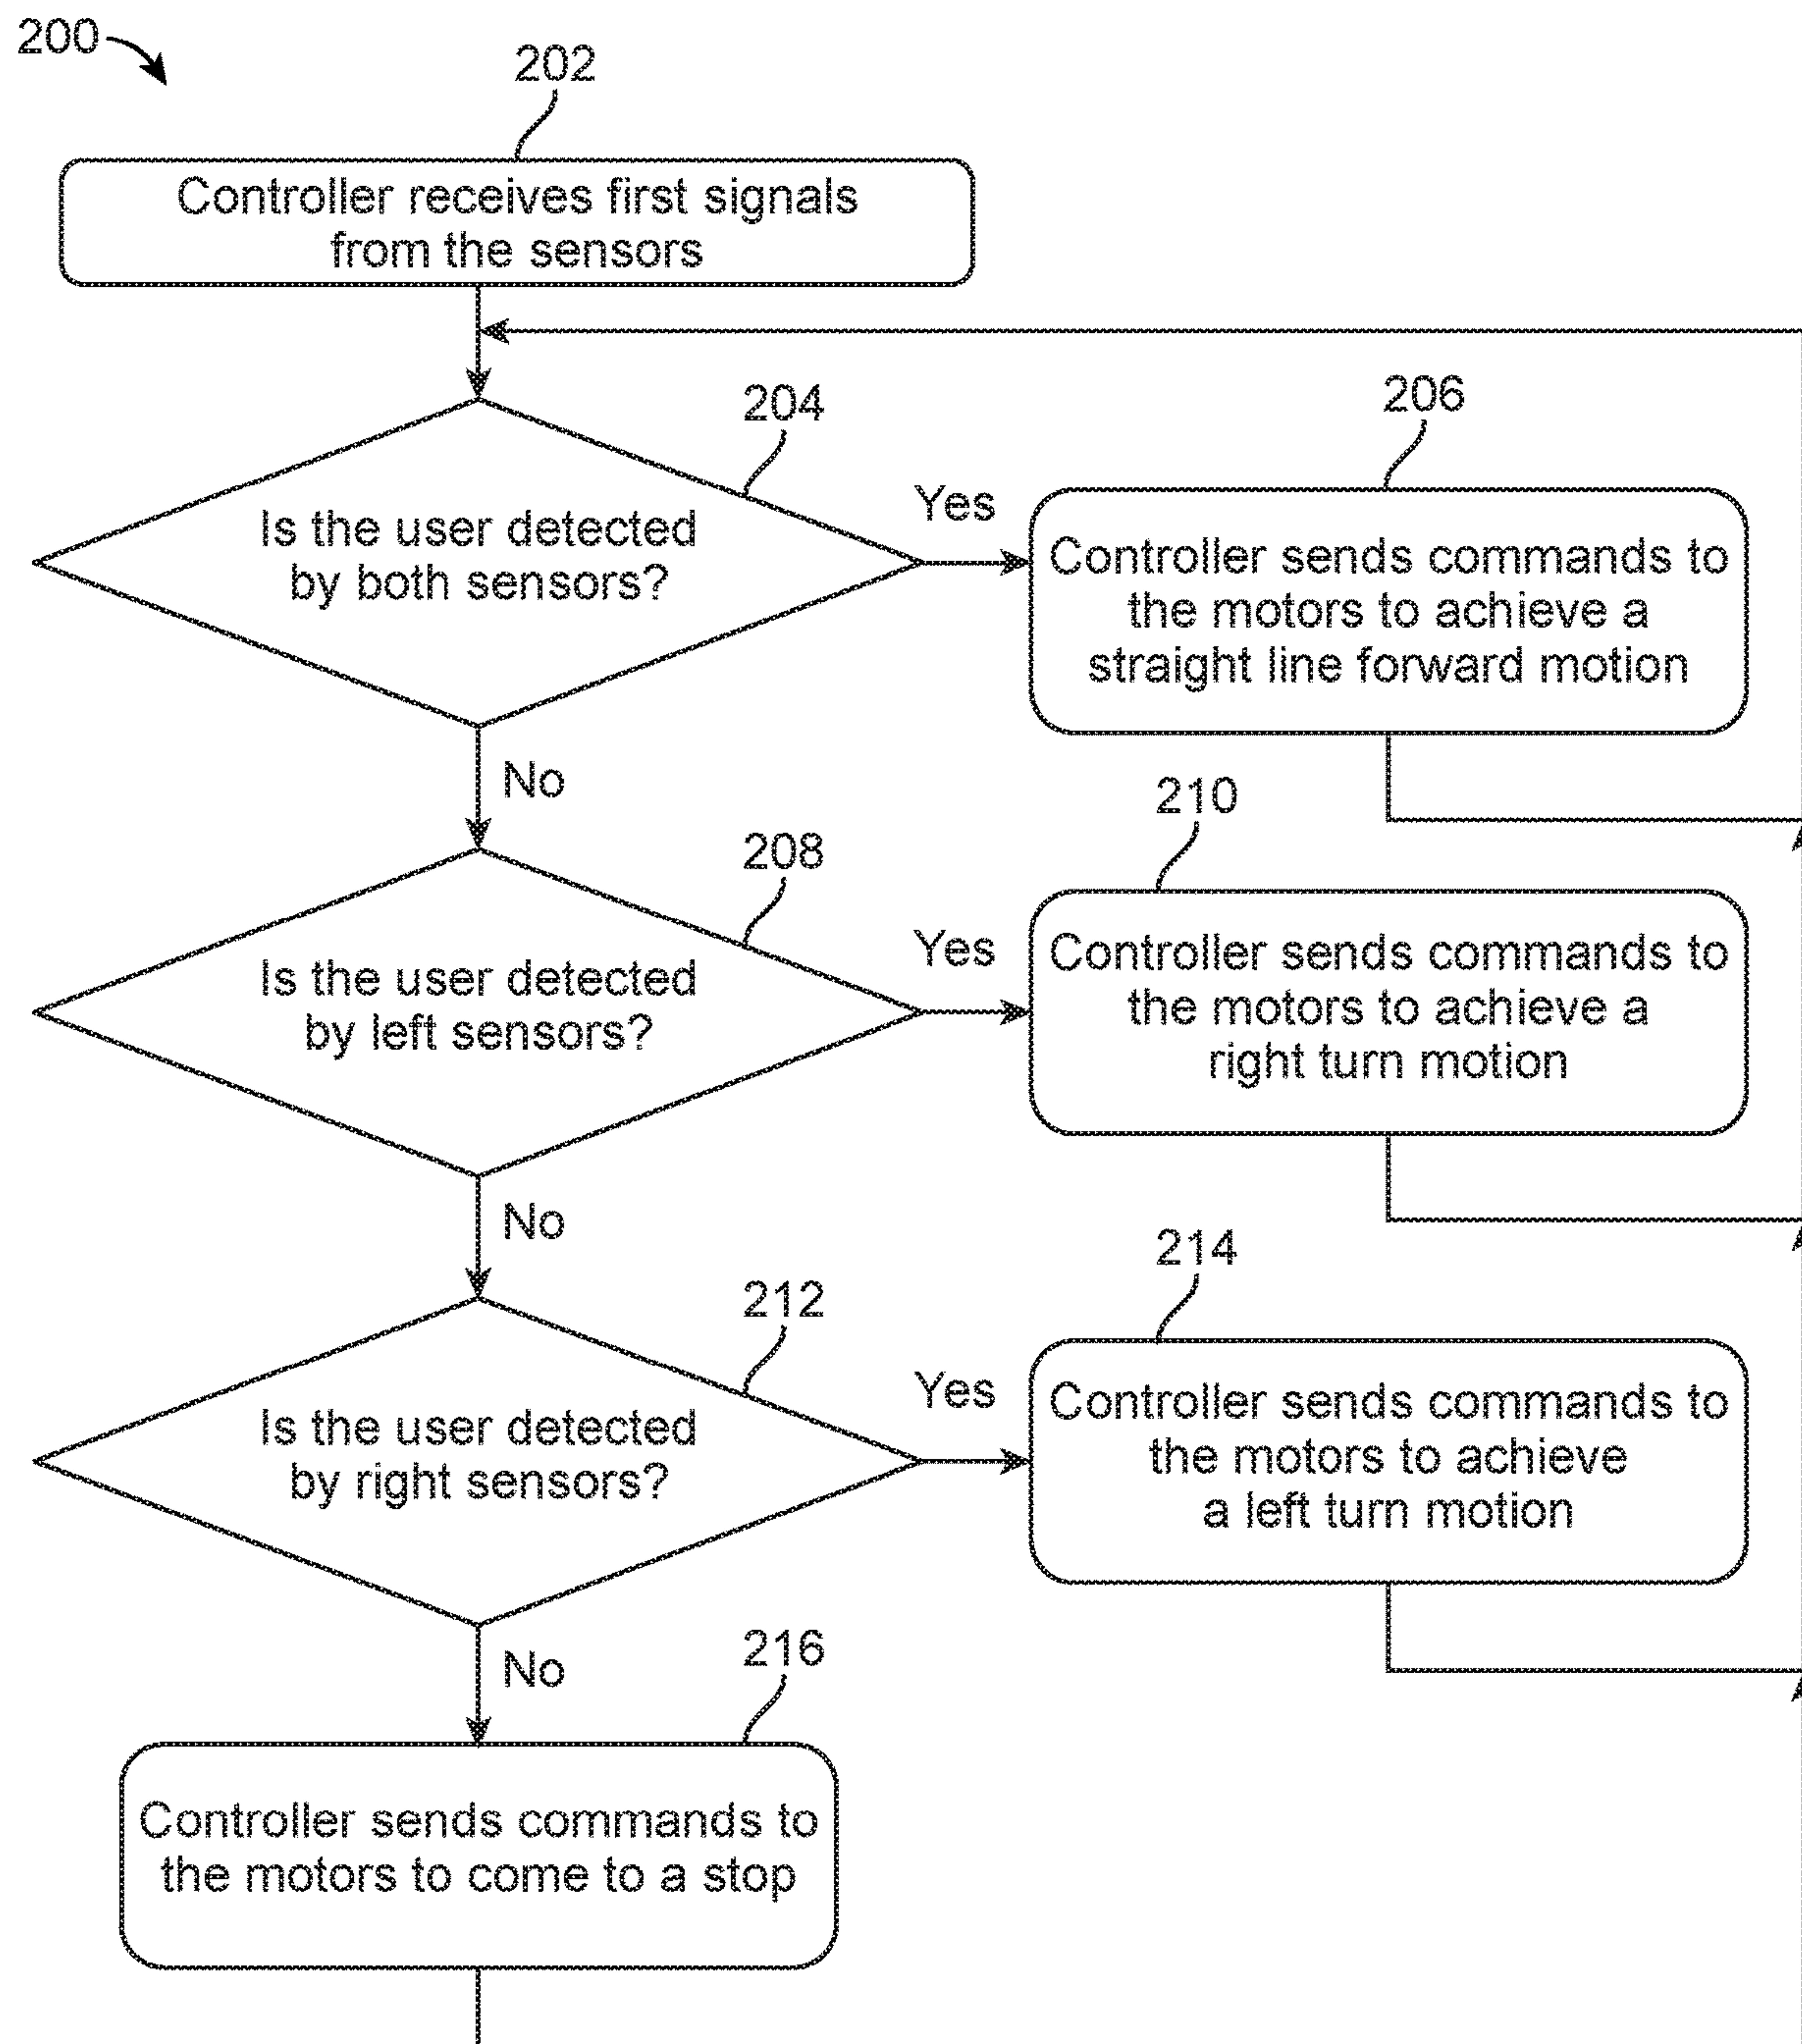 200
202
Controller receives first signals
from the sensors
204
Is the user detected
by both sensors?
Yes
206
Controller sends commands to
the motors to achieve a
straight line forward motion
No
208
Is the user detected
by left sensors?
Yes
210
Controller sends commands to
the motors to achieve a
right turn motion
No
212
Is the user detected
by right sensors?
Yes
214
Controller sends commands to
the motors to achieve
a left turn motion
No
216
Controller sends commands to
the motors to come to a stop